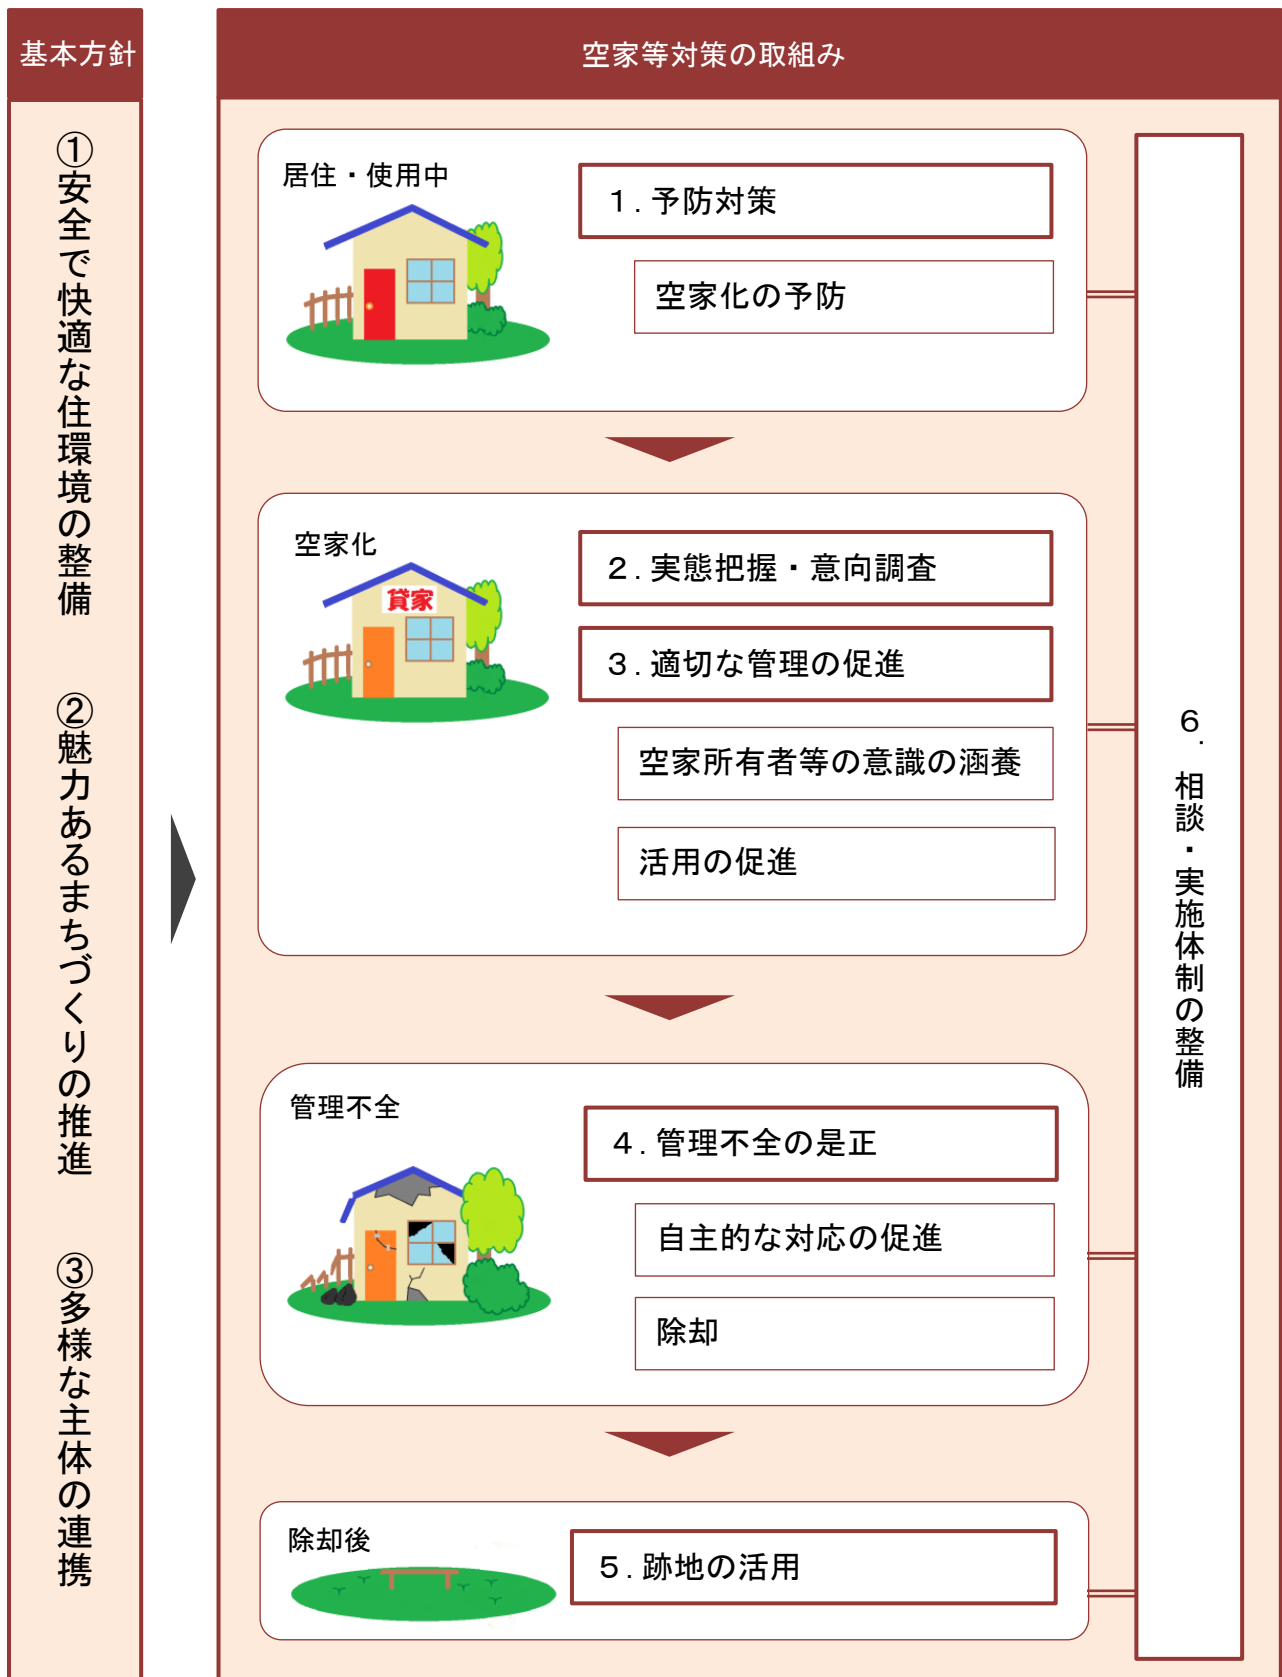 基本方針
①安全で快適な住環境の整備
②魅力あるまちづくりの推進
③多様な主体の連携
空家等対策の取組み
居住・使用中
１．予防対策
空家化の予防
空家化
貸家
２．実態把握・意向調査
３．適切な管理の促進
空家所有者等の意識の涵養
活用の促進
管理不全
４．管理不全の是正
自主的な対応の促進
除却
除却後
５．跡地の活用
６．相談・実施体制の整備